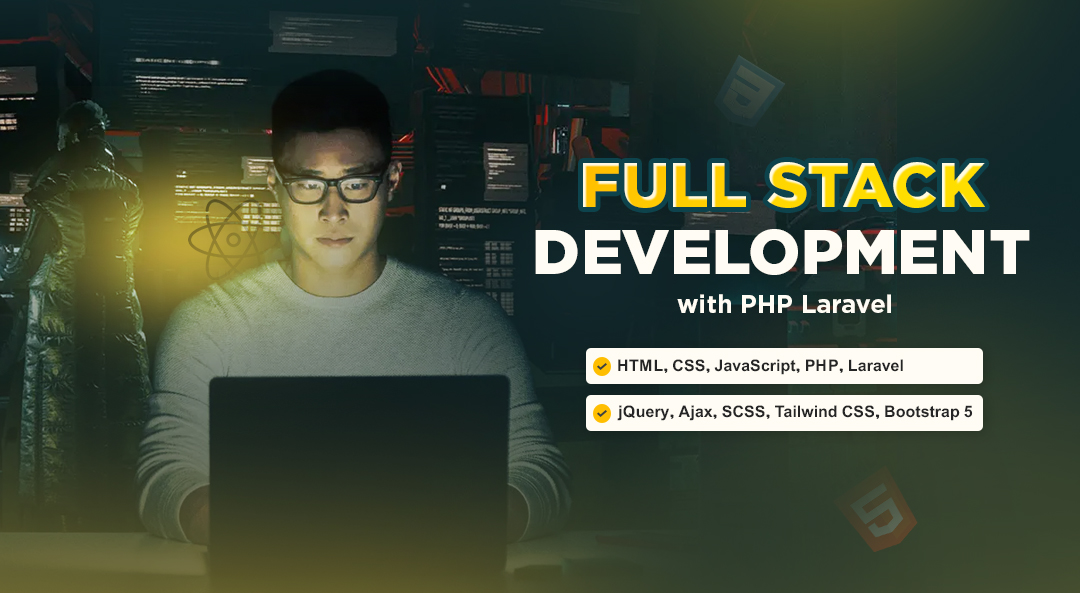 FULL STACK
DEVELOPMENT
with PHP Laravel
HTML, CSS, JavaScript, PHP, Laravel
jQuery, Ajax, SCSS, Tailwind CSS, Bootstrap 5